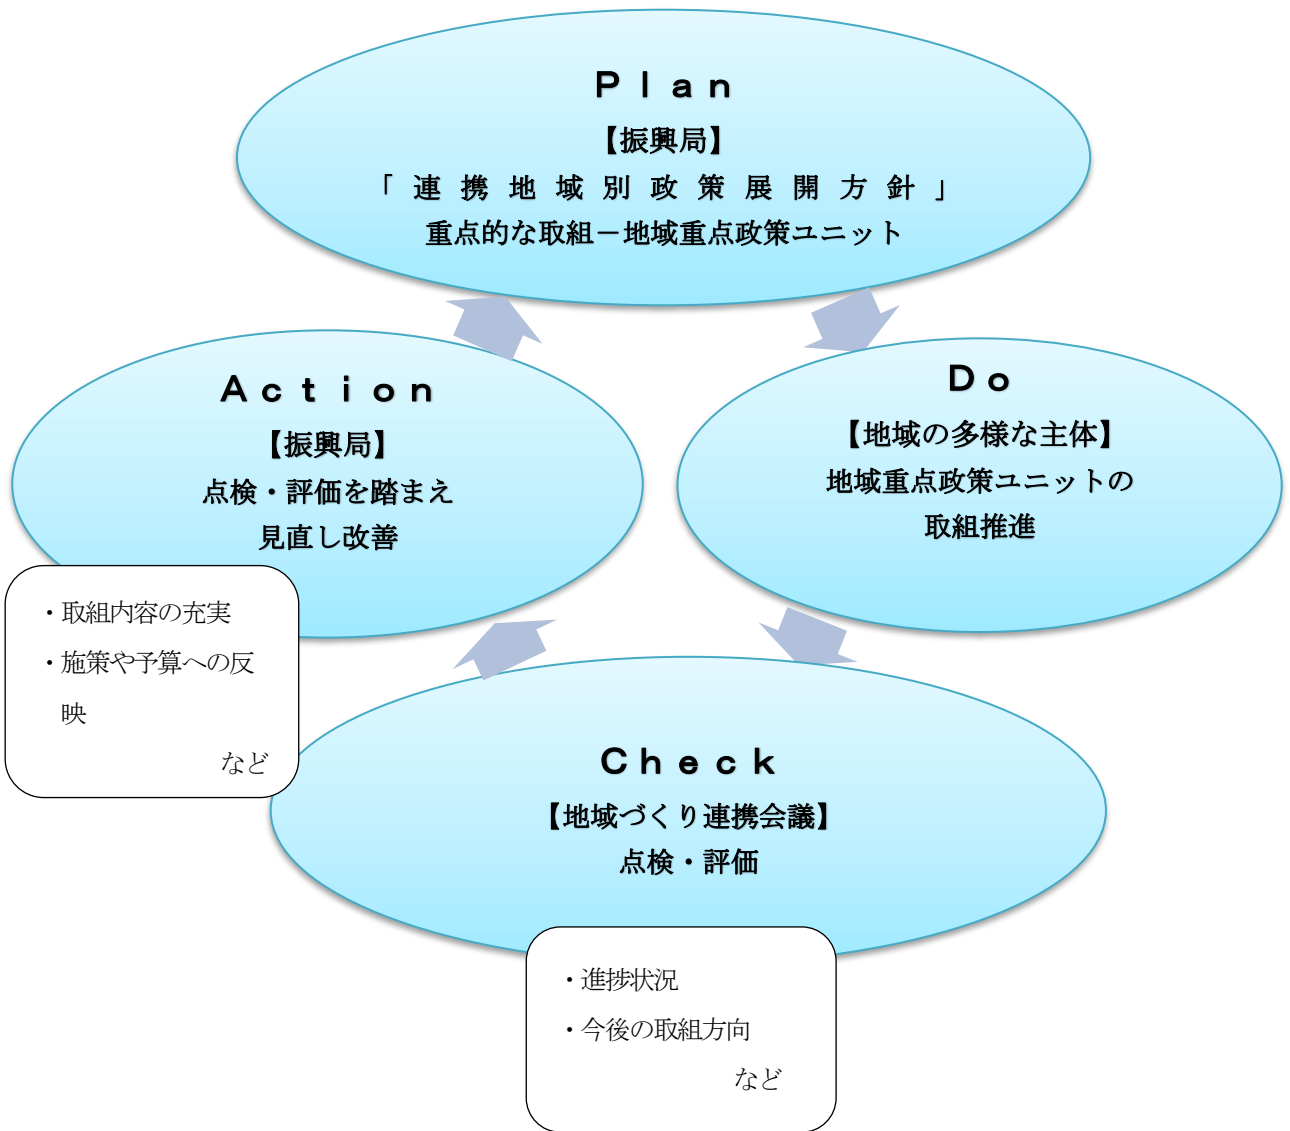 Ｐｌａｎ
【振興局】
「連携地域別政策展開方針」
重点的な取組－地域重点政策ユニット
Ａｃｔｉｏｎ
【振興局】
点検・評価を踏まえ
見直し改善
・取組内容の充実
・施策や予算への反
映
など
Ｄｏ
【地域の多様な主体】
地域重点政策ユニットの
取組推進
Ｃｈｅｃｋ
【地域づくり連携会議】
点検・評価
・進捗状況
・今後の取組方向
など